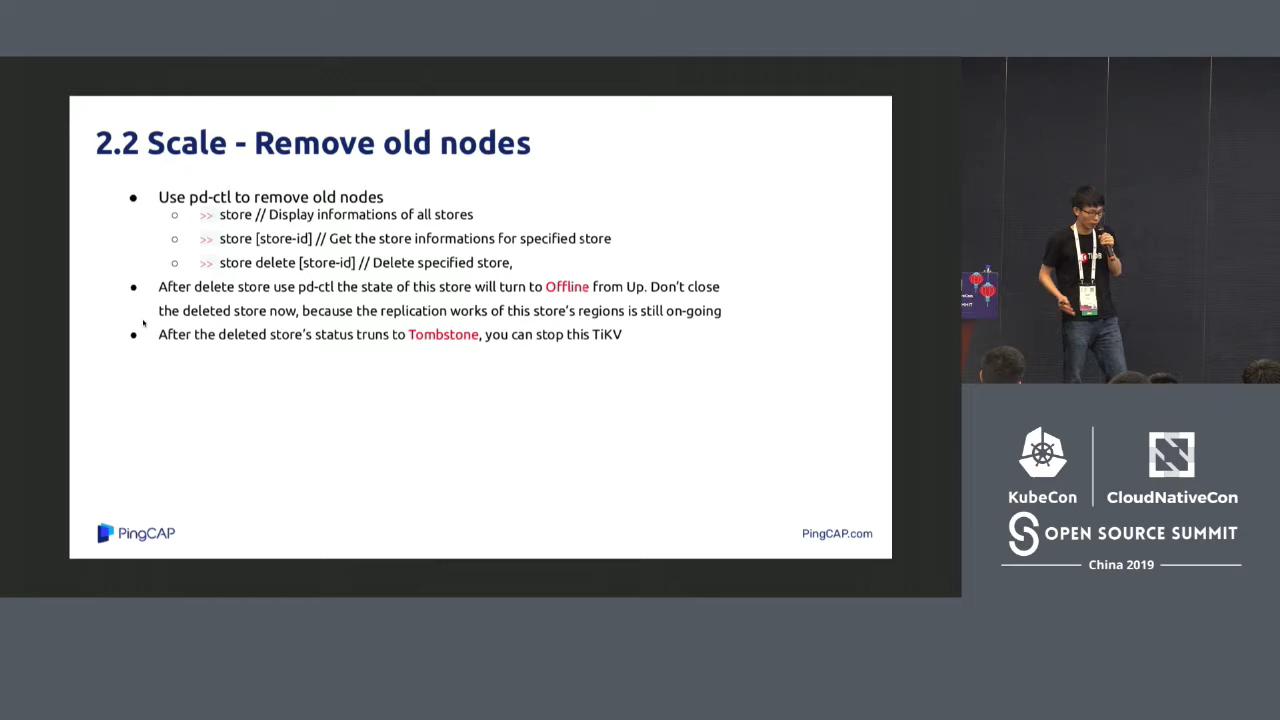 2.2 Scale - Remove old nodes
● Use pd-ctl to remove old nodes
○ >> store // Display informations of all stores
○ >> store [store-id] // Get the store informations for specified store
○ >> store delete [store-id] // Delete specified store,
● After delete store use pd-ctl the state of this store will turn to Offline from Up. Don't close
the deleted store now, because the replication works of this store's regions is still on-going
● After the deleted store's status truns to Tombstone, you can stop this TiKV
PingCAP
PingCAP.com
KubeCon
CloudNativeCon
OPEN SOURCE SUMMIT
China 2019